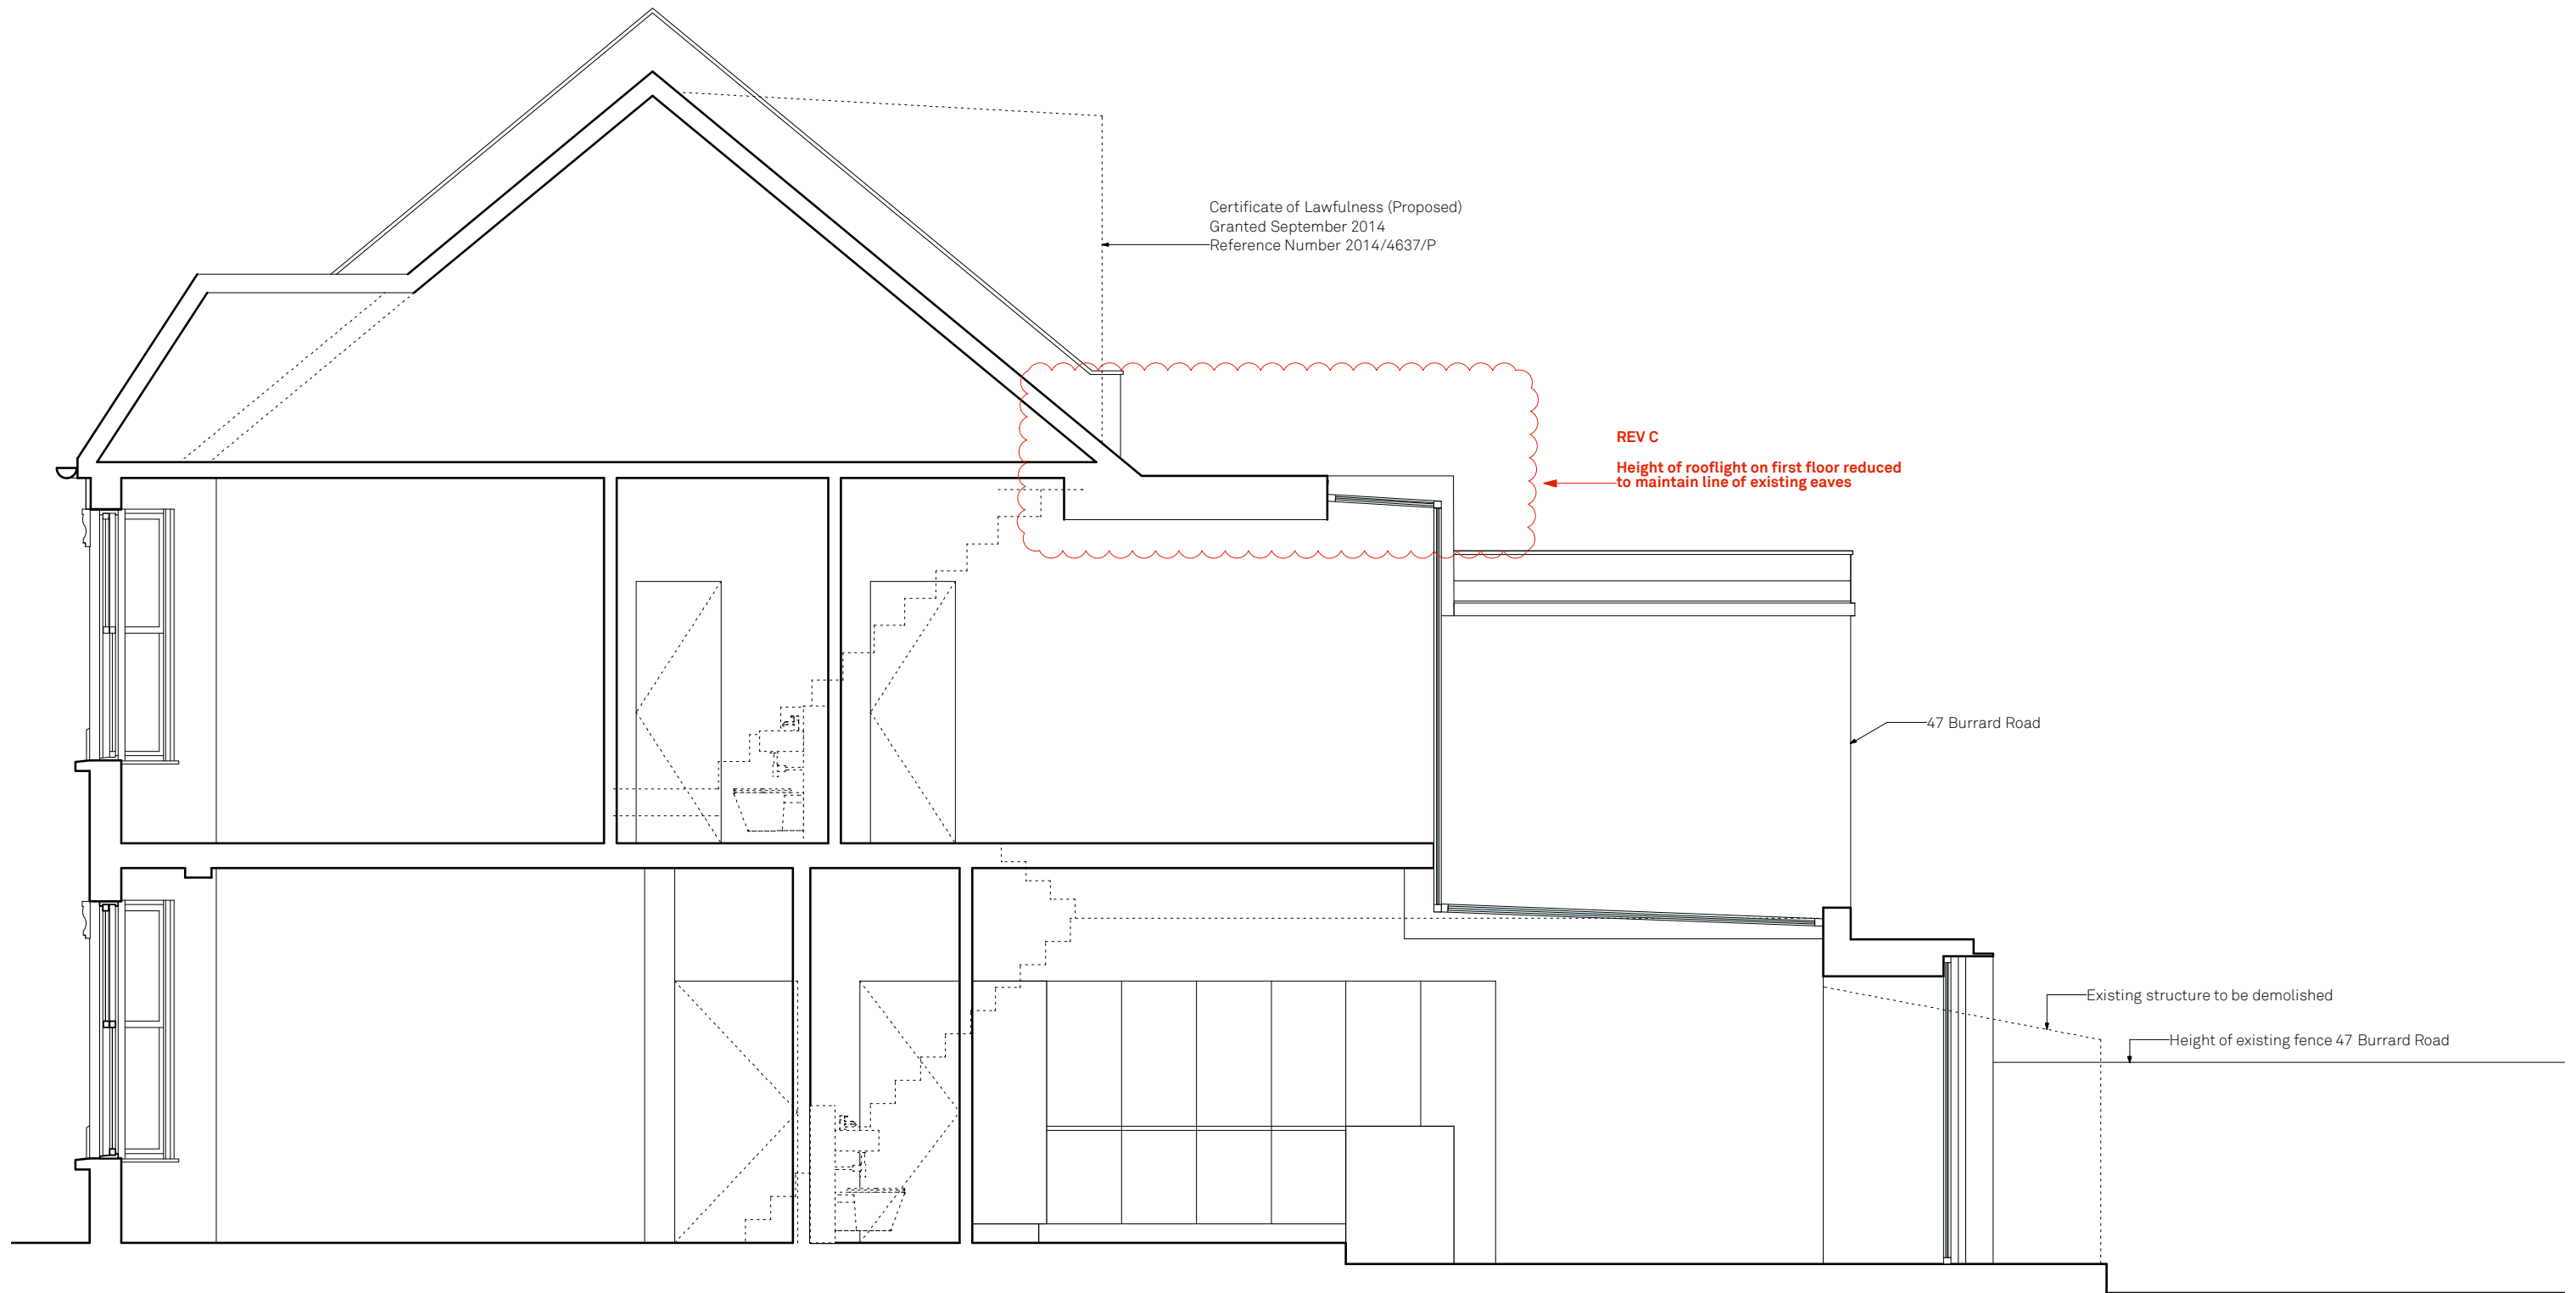 Certificate of Lawfulness (Proposed)
Granted September 2014
Reference Number 2014/4637/P
REV C
Height of rooflight on first floor reduced
to maintain line of existing eaves
47 Burrard Road
Existing structure to be demolished
Height of existing fence 47 Burrard Road